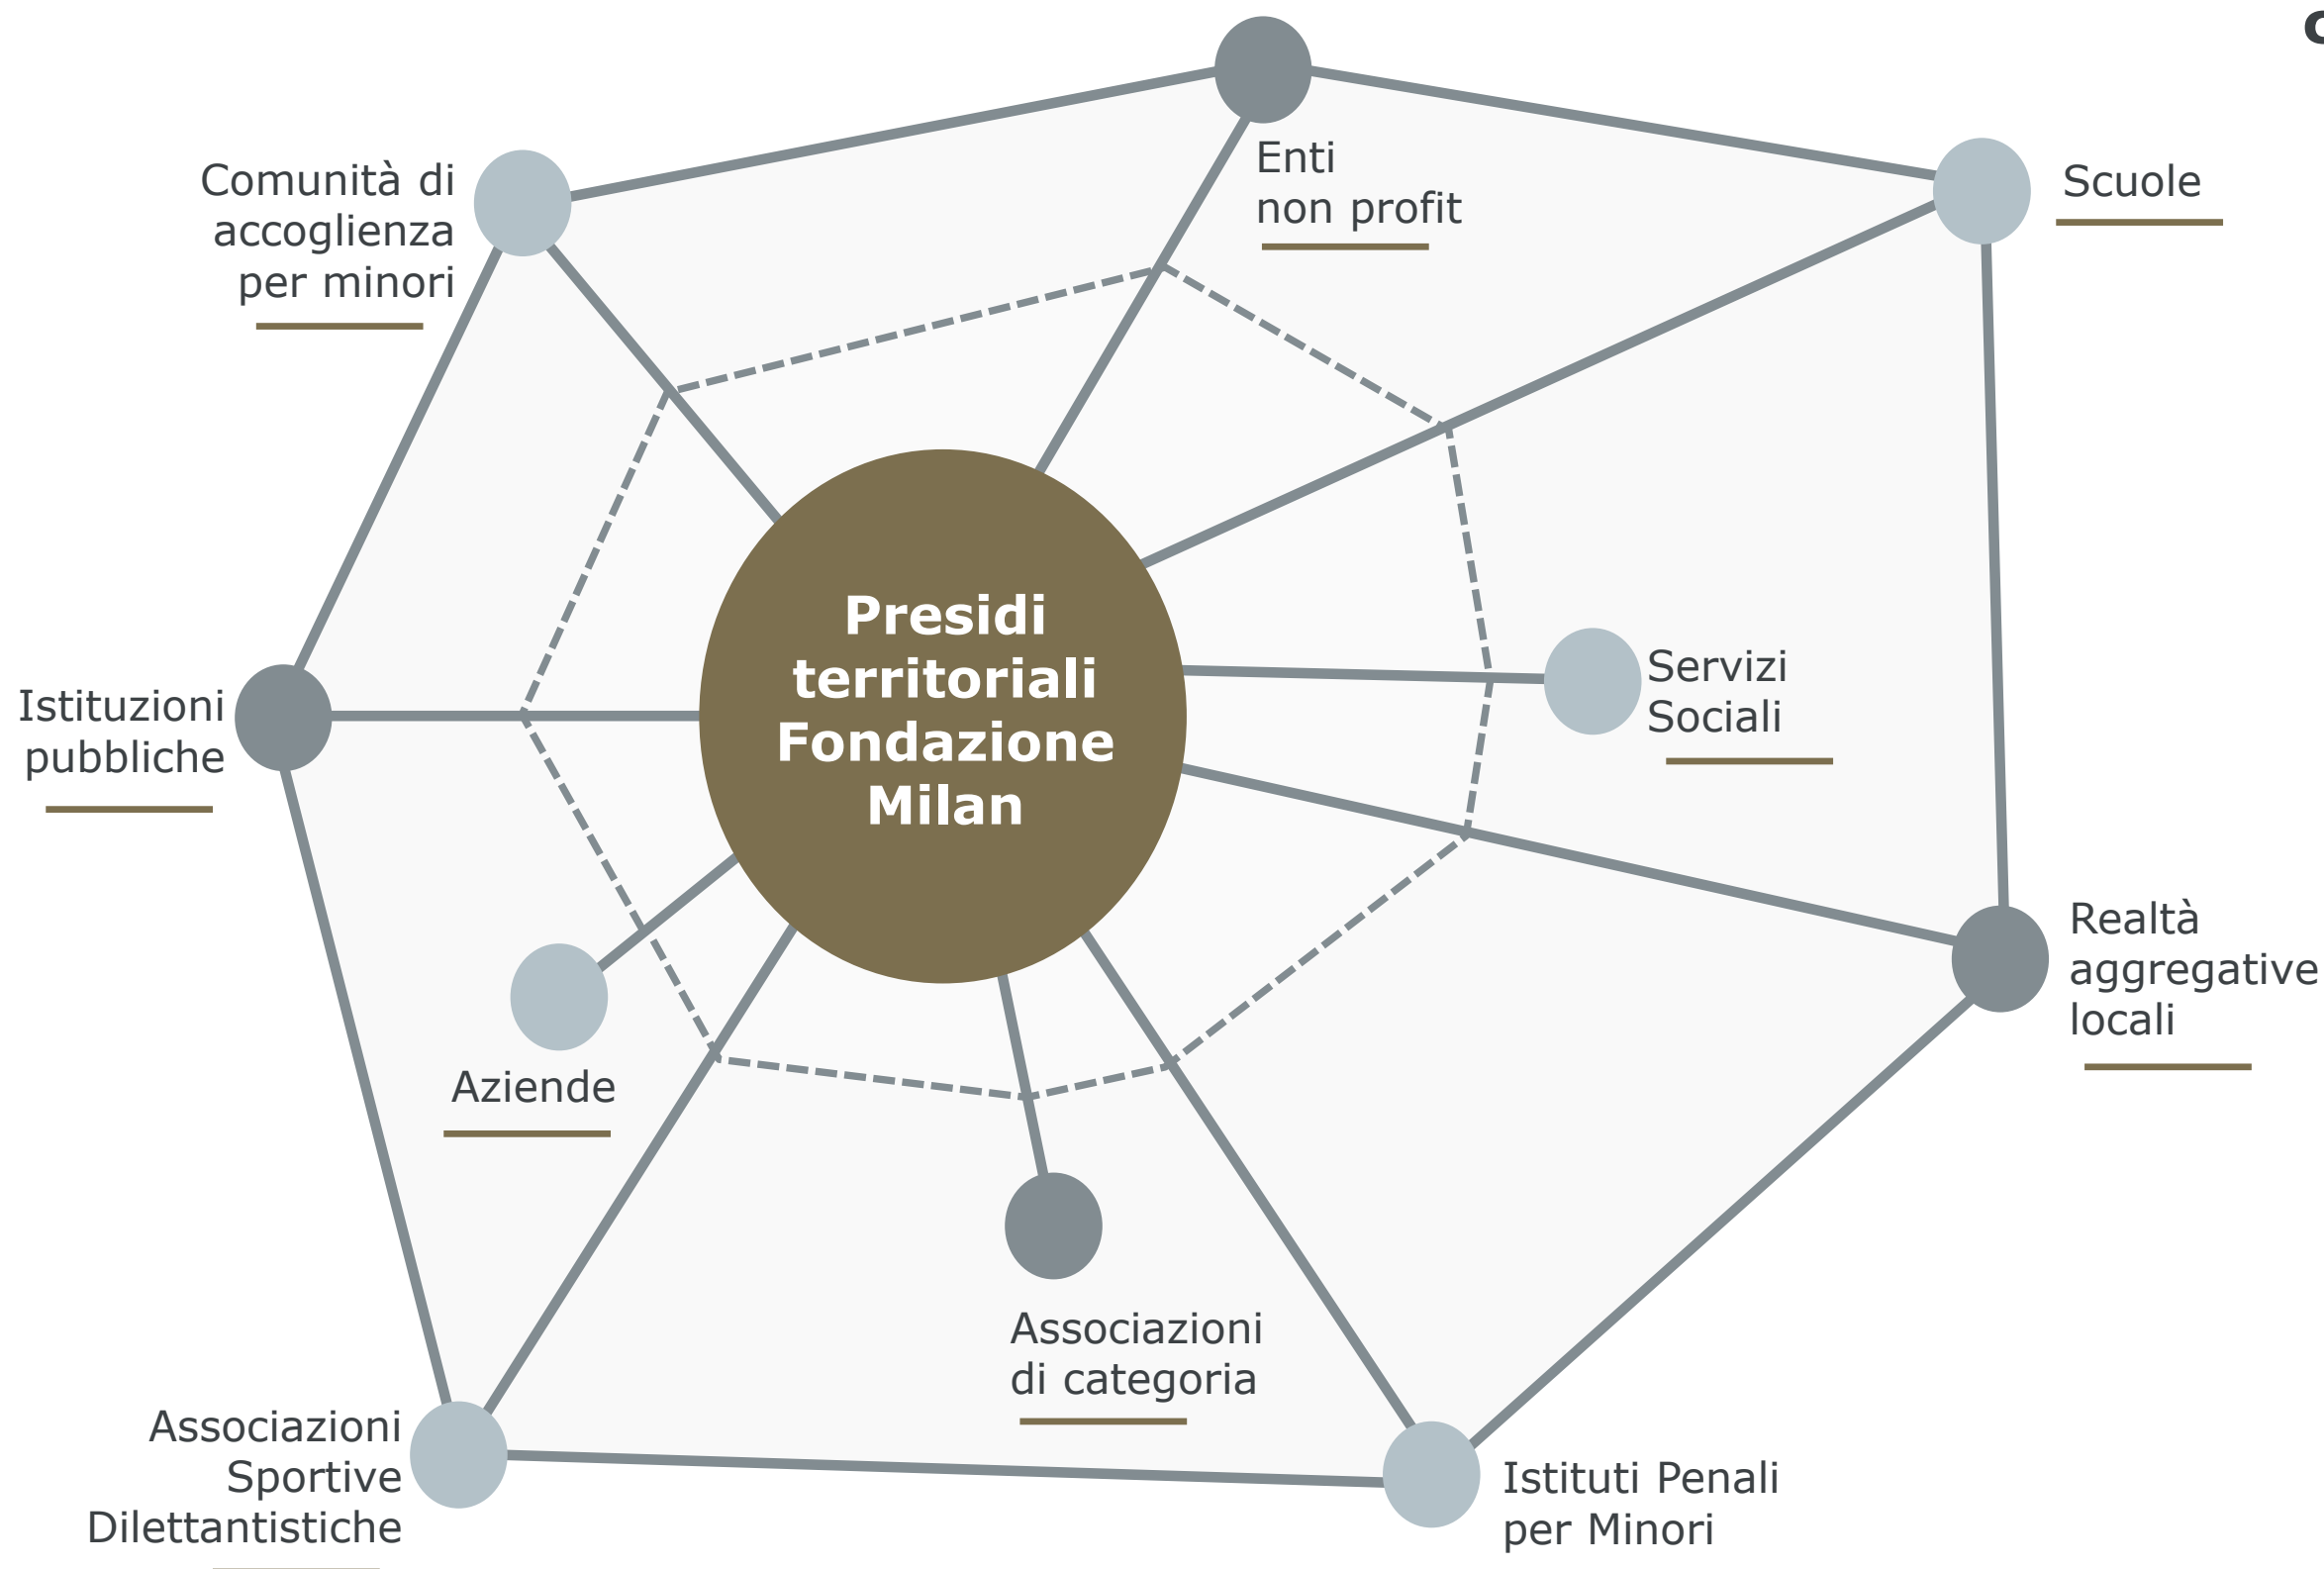 Enti
non profit
Comunità di
accoglienza
per minori
Scuole
Presidi
territoriali
Fondazione
Milan
Servizi
Sociali
Istituzioni
pubbliche
Realtà
aggregative
locali
Aziende
Associazioni
di categoria
Associazioni
Sportive
Dilettantistiche
Istituti Penali
per Minori